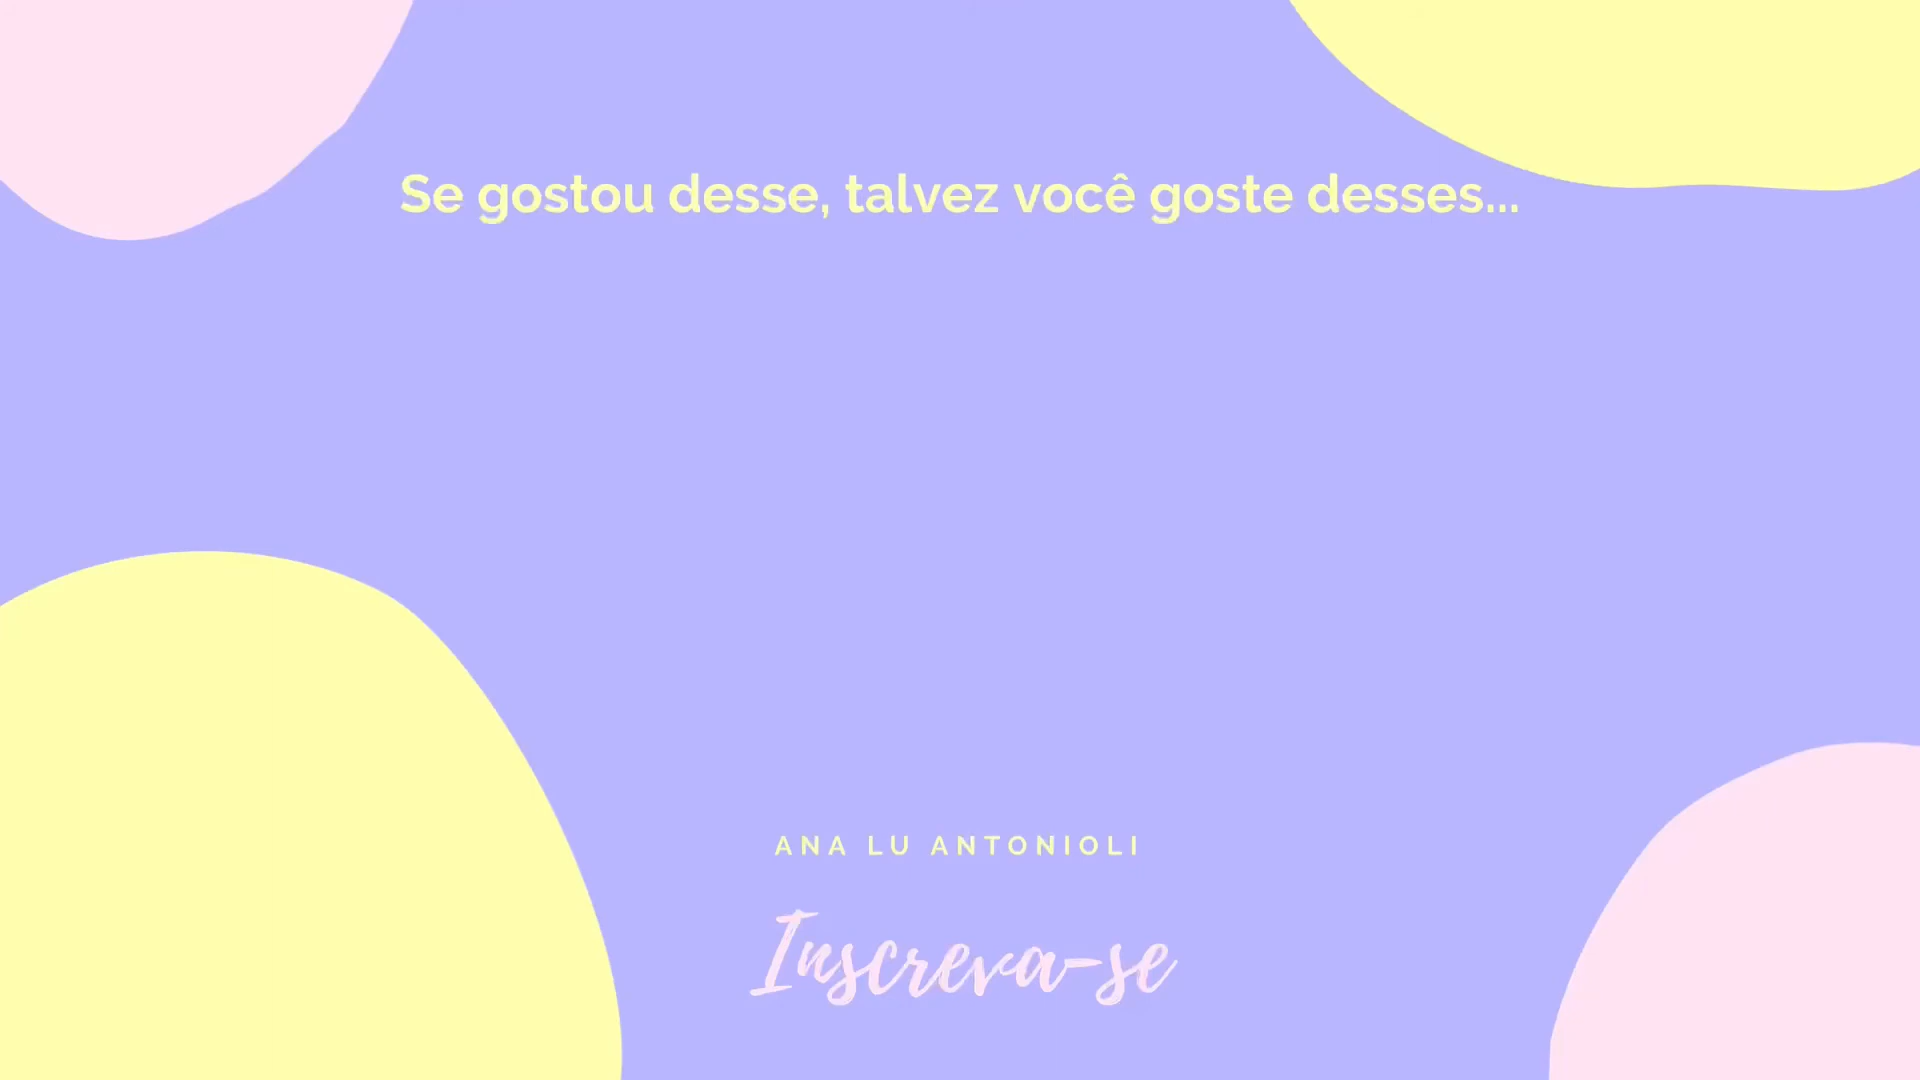 Se gostou desse, talvez você goste desses...
ANA LU ANTONIOLI
Inscreva-se